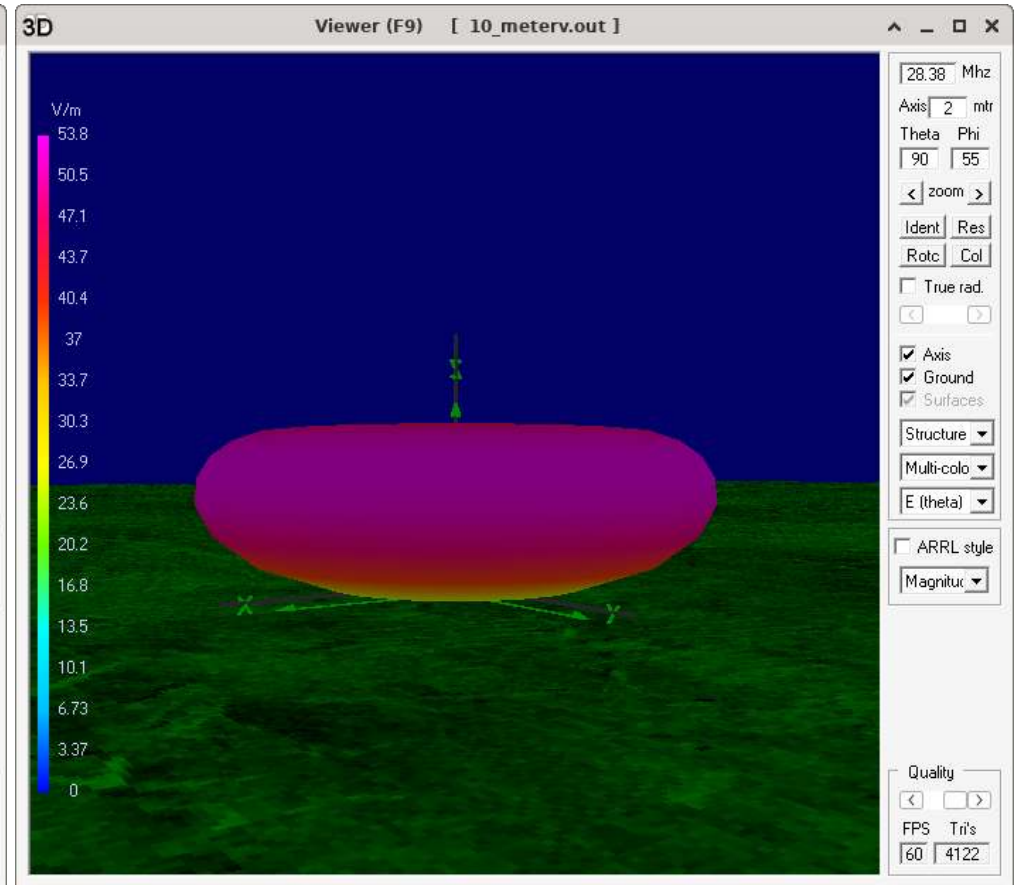 3D Viewer (F9) [ 10_meterv.out ]
V/m
53.8
50.5
47.1
43.7
40.4
37
33.7
30.3
26.9
23.6
20.2
16.8
13.5
10.1
6.73
3.37
0
Z
X
Y
28.38 Mhz
Axis 2 mtr
Theta Phi
90 55
< zoom >
Ident Res
Rotc Col
True rad.
< >
Axis
Ground
Surfaces
Structure
Multi-colo
E (theta)
ARRL style
Magnituc
Quality
< >
FPS Tri's
60 4122